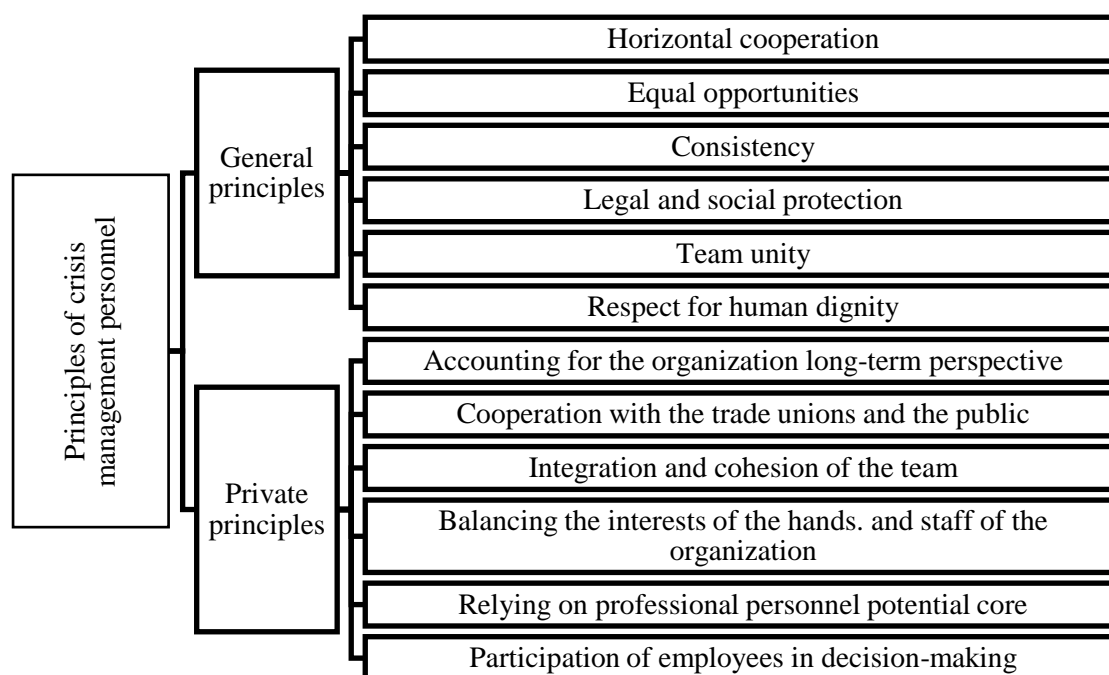 Principles of crisis
management personnel
General
principles
Horizontal cooperation
Equal opportunities
Consistency
Legal and social protection
Team unity
Respect for human dignity
Private
principles
Accounting for the organization long-term perspective
Cooperation with the trade unions and the public
Integration and cohesion of the team
Balancing the interests of the hands. and staff of the
organization
Relying on professional personnel potential core
Participation of employees in decision-making